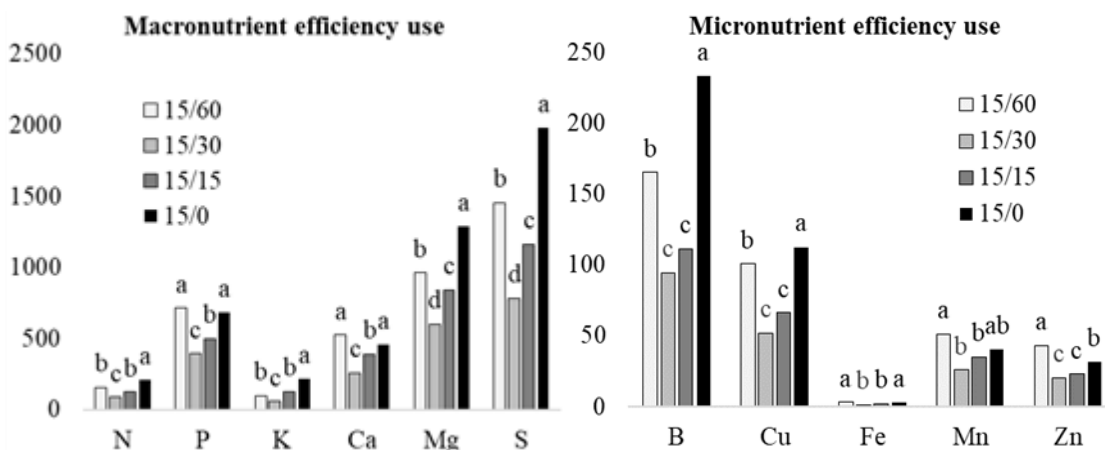 Macronutrient efficiency use
2500
2000
1500
1000
500
0
15/60
15/30
15/15
15/0
b c b a
a c b a
b c b a
a c b a
b d c a
b d c a
N P K Ca Mg S
Micronutrient efficiency use
250
200
150
100
50
0
15/60
15/30
15/15
15/0
b c c a
b c c a
a b b a
a b b ab
a c c b
B Cu Fe Mn Zn